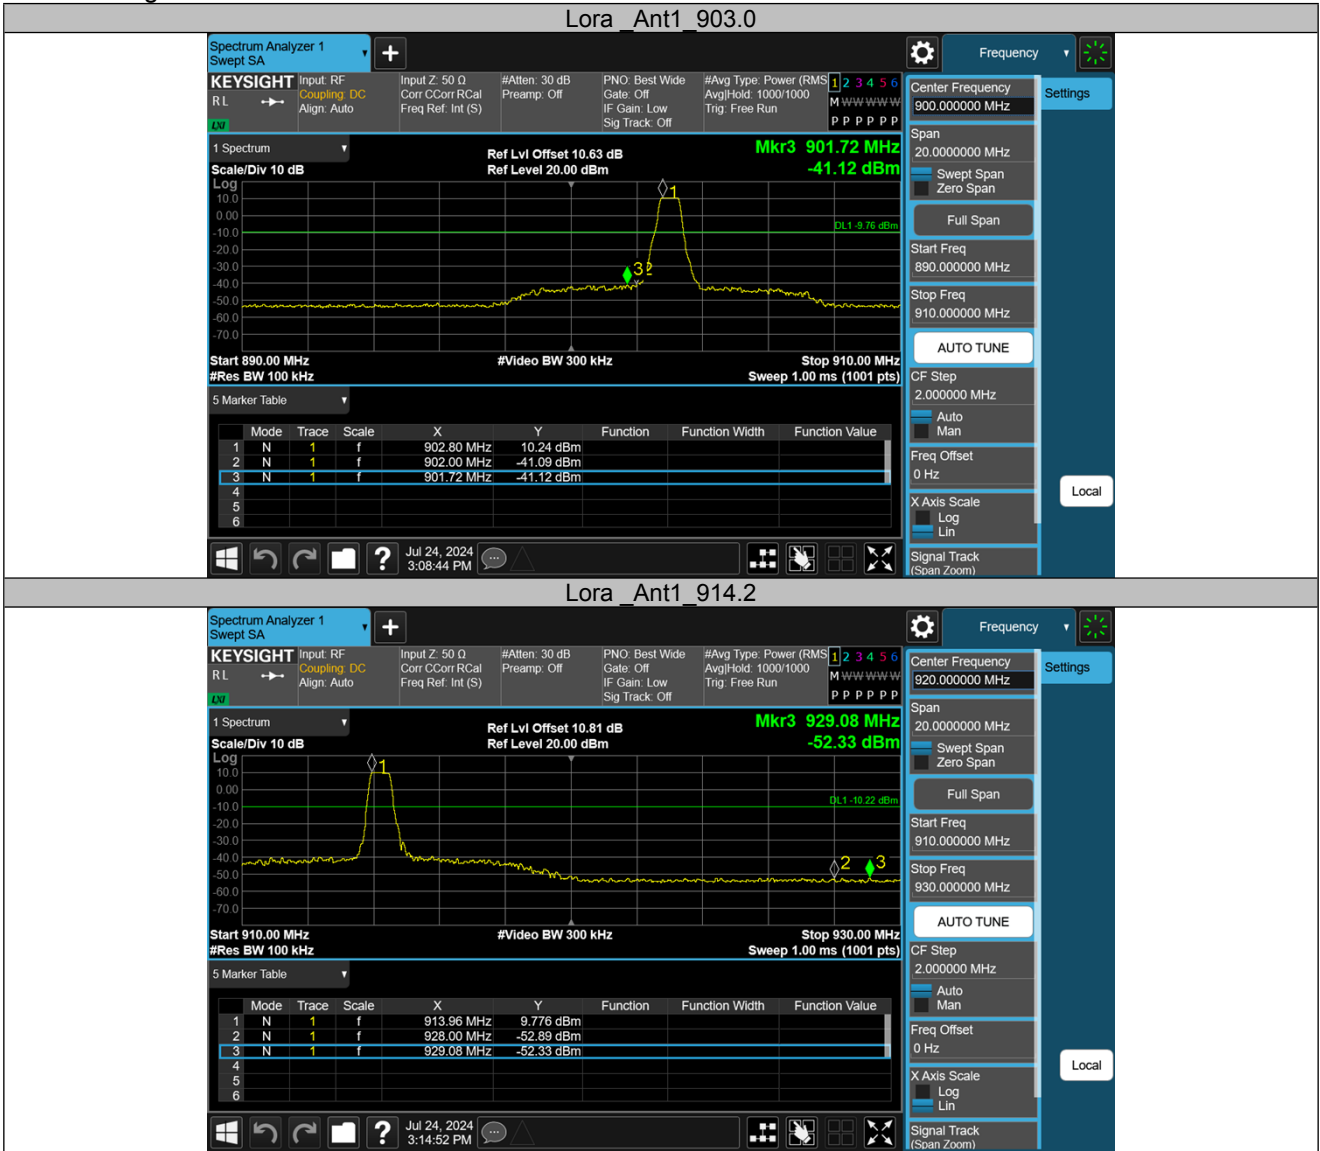 Lora _Ant1_903.0
Spectrum Analyzer 1
Swept SA
Frequency
KEYSIGHT
RL
LXI
Input: RF
Coupling: DC
Align: Auto
Input Z: 50 Ω
Corr CCorr RCal
Freq Ref: Int (S)
#Atten: 30 dB
Preamp: Off
PNO: Best Wide
Gate: Off
IF Gain: Low
Sig Track: Off
#Avg Type: Power (RMS
Avg|Hold: 1000/1000
Trig: Free Run
1 2 3 4 5 6
M W W W W W
P P P P P P
1 Spectrum
Scale/Div 10 dB
Ref Lvl Offset 10.63 dB
Ref Level 20.00 dBm
Mkr3 901.72 MHz
-41.12 dBm
Log
10.0
0.00
-10.0
-20.0
-30.0
-40.0
-50.0
-60.0
-70.0
1
DL1 -9.76 dBm
3 2
Start 890.00 MHz
#Res BW 100 kHz
#Video BW 300 kHz
Stop 910.00 MHz
Sweep 1.00 ms (1001 pts)
5 Marker Table
Mode Trace Scale X Y Function Function Width Function Value
1 N 1 f 902.80 MHz 10.24 dBm
2 N 1 f 902.00 MHz -41.09 dBm
3 N 1 f 901.72 MHz -41.12 dBm
4
5
6
Jul 24, 2024
3:08:44 PM
Center Frequency
900.000000 MHz
Span
20.0000000 MHz
Swept Span
Zero Span
Full Span
Start Freq
890.000000 MHz
Stop Freq
910.000000 MHz
AUTO TUNE
CF Step
2.000000 MHz
Auto
Man
Freq Offset
0 Hz
X Axis Scale
Log
Lin
Signal Track
(Span Zoom)
Settings
Local
Lora _Ant1_914.2
Spectrum Analyzer 1
Swept SA
Frequency
KEYSIGHT
RL
LXI
Input: RF
Coupling: DC
Align: Auto
Input Z: 50 Ω
Corr CCorr RCal
Freq Ref: Int (S)
#Atten: 30 dB
Preamp: Off
PNO: Best Wide
Gate: Off
IF Gain: Low
Sig Track: Off
#Avg Type: Power (RMS
Avg|Hold: 1000/1000
Trig: Free Run
1 2 3 4 5 6
M W W W W W
P P P P P P
1 Spectrum
Scale/Div 10 dB
Ref Lvl Offset 10.81 dB
Ref Level 20.00 dBm
Mkr3 929.08 MHz
-52.33 dBm
Log
10.0
0.00
-10.0
-20.0
-30.0
-40.0
-50.0
-60.0
-70.0
1
DL1 -10.22 dBm
2 3
Start 910.00 MHz
#Res BW 100 kHz
#Video BW 300 kHz
Stop 930.00 MHz
Sweep 1.00 ms (1001 pts)
5 Marker Table
Mode Trace Scale X Y Function Function Width Function Value
1 N 1 f 913.96 MHz 9.776 dBm
2 N 1 f 928.00 MHz -52.89 dBm
3 N 1 f 929.08 MHz -52.33 dBm
4
5
6
Jul 24, 2024
3:14:52 PM
Center Frequency
920.000000 MHz
Span
20.0000000 MHz
Swept Span
Zero Span
Full Span
Start Freq
910.000000 MHz
Stop Freq
930.000000 MHz
AUTO TUNE
CF Step
2.000000 MHz
Auto
Man
Freq Offset
0 Hz
X Axis Scale
Log
Lin
Signal Track
(Span Zoom)
Settings
Local